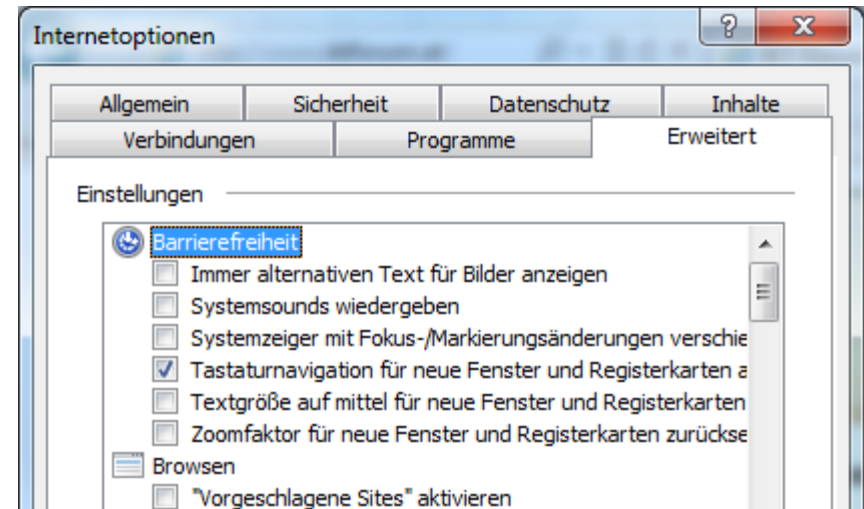 Internetoptionen
Allgemein Sicherheit Datenschutz Inhalte
Verbindungen Programme Erweitert
Einstellungen
Barrierefreiheit
Immer alternativen Text für Bilder anzeigen
Systemsounds wiedergeben
Systemzeiger mit Fokus-/Markierungsänderungen verschie
Tastaturnavigation für neue Fenster und Registerkarten a
Textgröße auf mittel für neue Fenster und Registerkarten
Zoomfaktor für neue Fenster und Registerkarten zurückse
Browsen
"Vorgeschlagene Sites" aktivieren